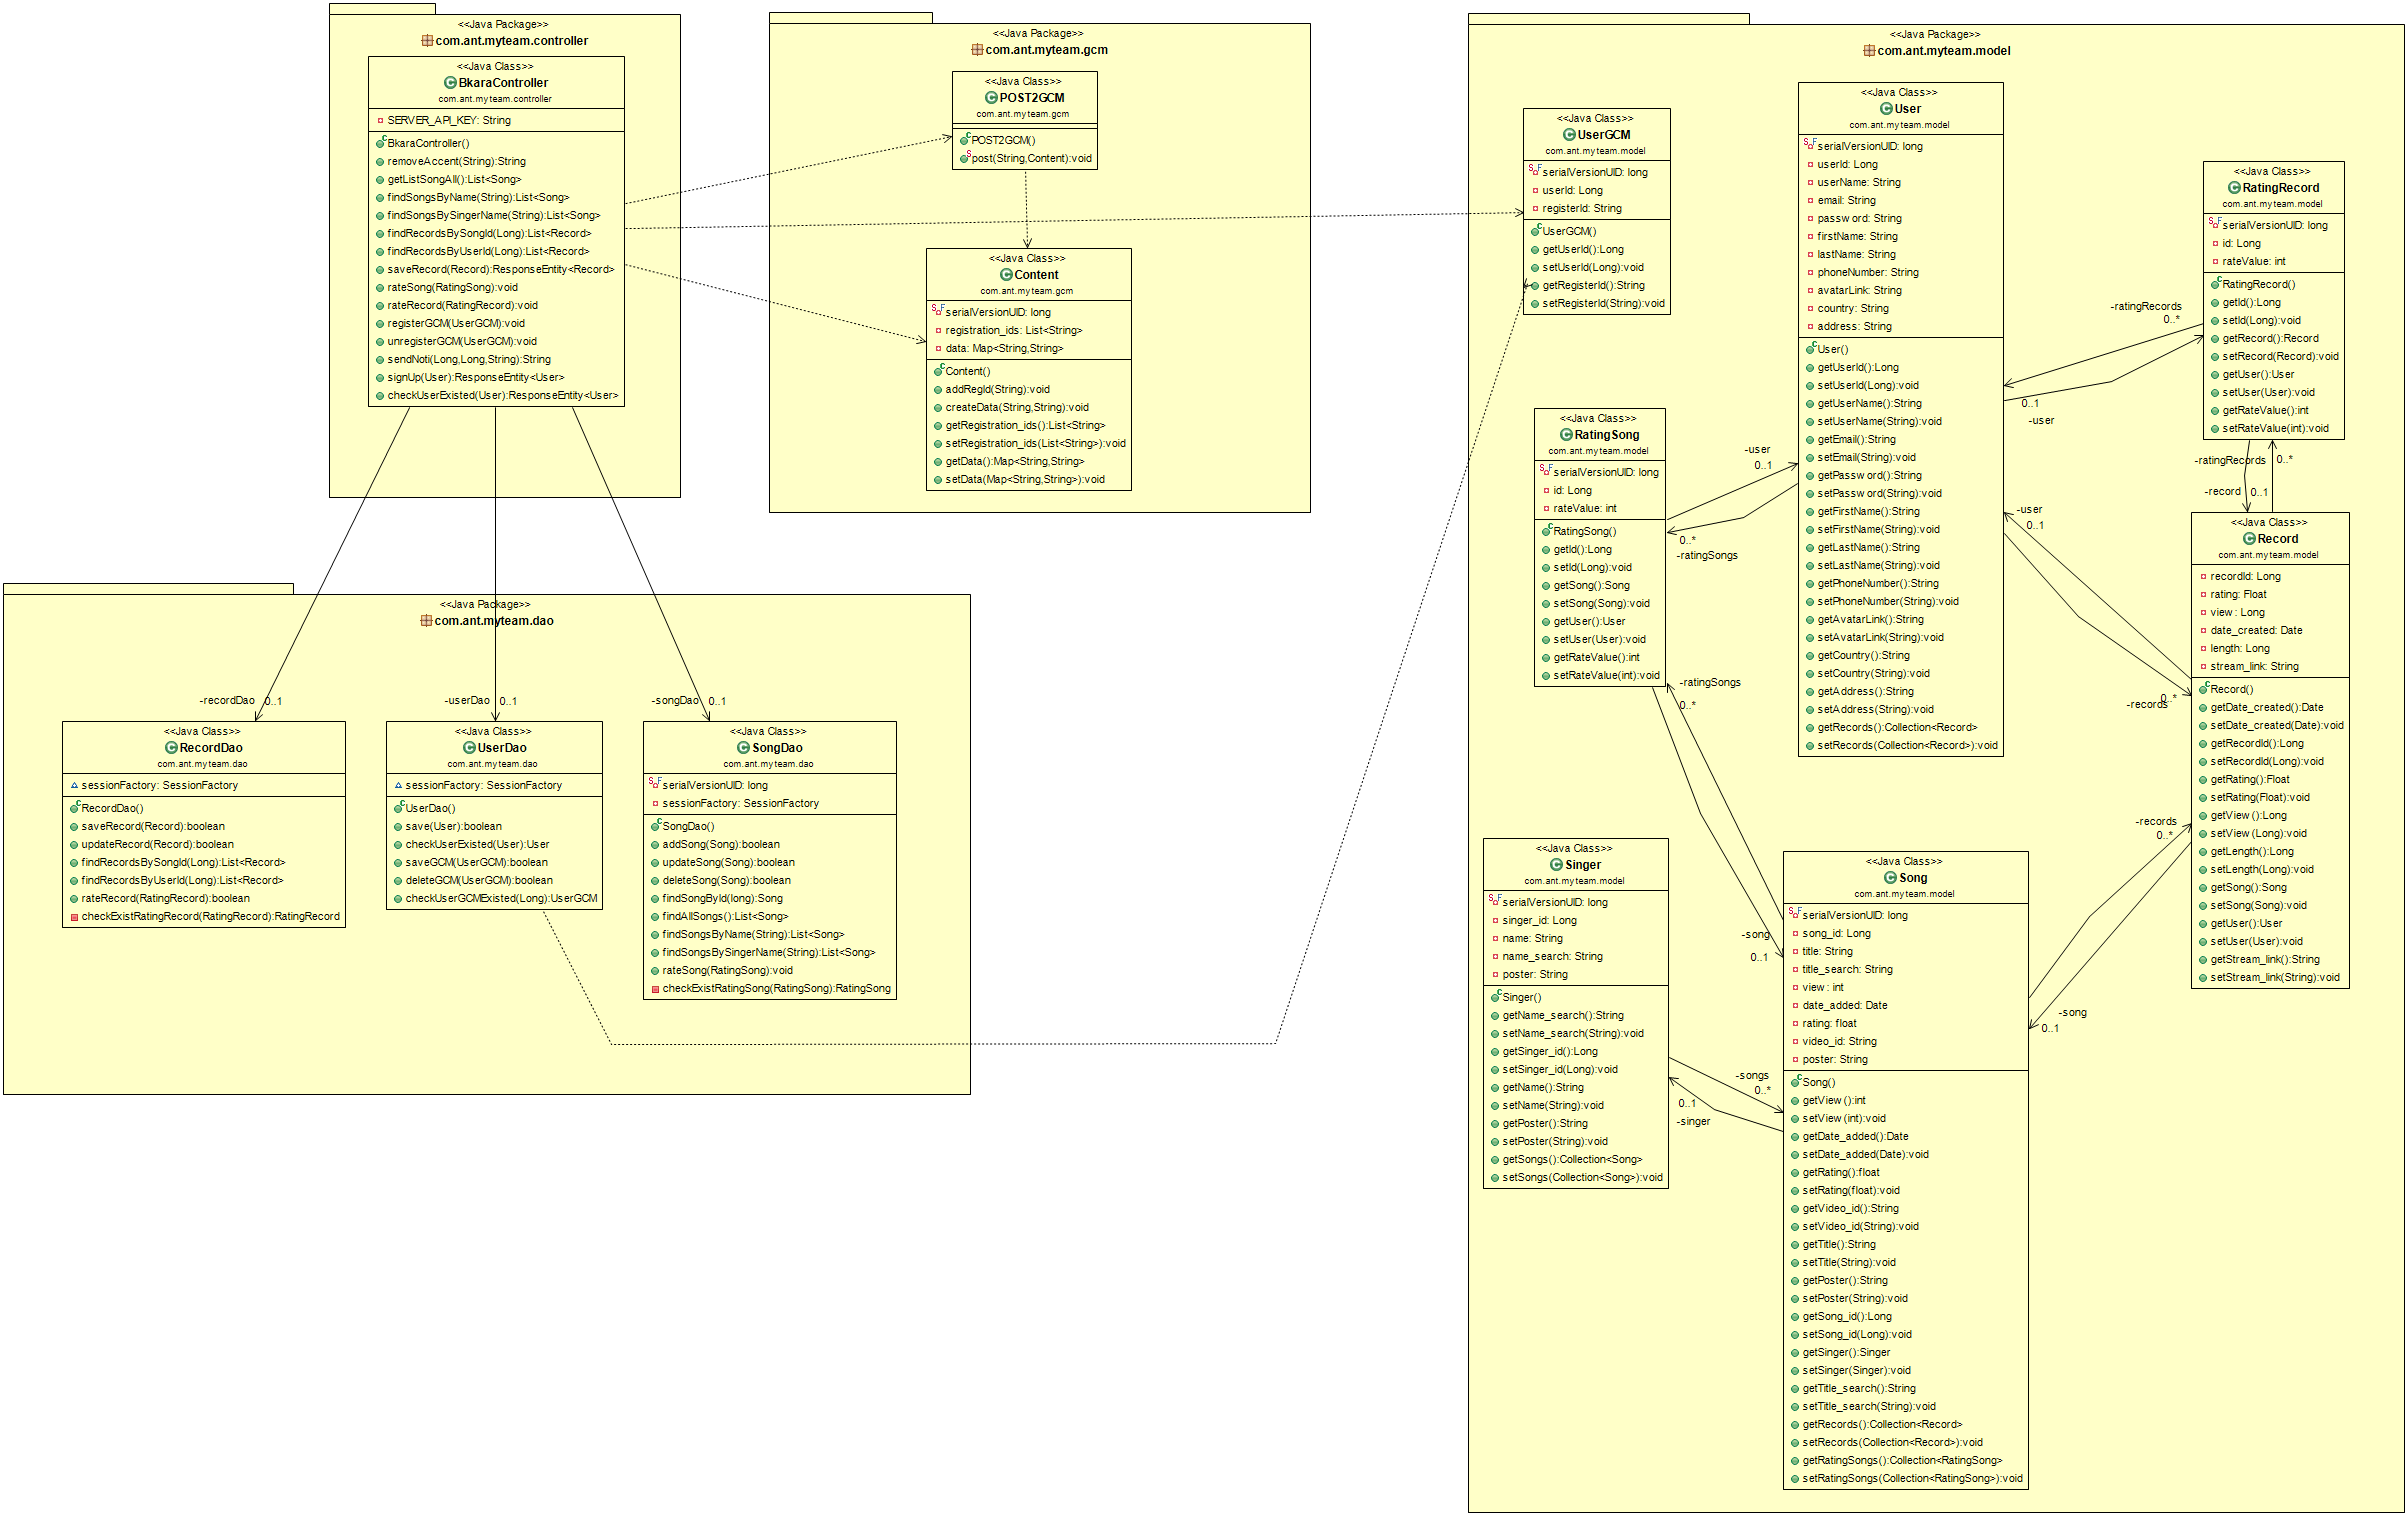 <<Java Package>>
com.ant.myteam.controller
<<Java Class>>
BkaraController
com.ant.myteam.controller
SERVER_API_KEY: String
BkaraController()
removeAccent(String):String
getListSongAll():List<Song>
findSongsByName(String):List<Song>
findSongsBySingerName(String):List<Song>
findRecordsBySongId(Long):List<Record>
findRecordsByUserId(Long):List<Record>
saveRecord(Record):ResponseEntity<Record>
rateSong(RatingSong):void
rateRecord(RatingRecord):void
registerGCM(UserGCM):void
unregisterGCM(UserGCM):void
sendNoti(Long,Long,String):String
signUp(User):ResponseEntity<User>
checkUserExisted(User):ResponseEntity<User>
<<Java Package>>
com.ant.myteam.gcm
<<Java Class>>
POST2GCM
com.ant.myteam.gcm
POST2GCM()
post(String,Content):void
<<Java Class>>
Content
com.ant.myteam.gcm
serialVersionUID: long
registration_ids: List<String>
data: Map<String,String>
Content()
addRegId(String):void
createData(String,String):void
getRegistration_ids():List<String>
setRegistration_ids(List<String>):void
getData():Map<String,String>
setData(Map<String,String>):void
<<Java Package>>
com.ant.myteam.dao
-recordDao 0..1
-userDao 0..1
-songDao 0..1
<<Java Class>>
RecordDao
com.ant.myteam.dao
sessionFactory: SessionFactory
RecordDao()
saveRecord(Record):boolean
updateRecord(Record):boolean
findRecordsBySongId(Long):List<Record>
findRecordsByUserId(Long):List<Record>
rateRecord(RatingRecord):boolean
checkExistRatingRecord(RatingRecord):RatingRecord
<<Java Class>>
UserDao
com.ant.myteam.dao
sessionFactory: SessionFactory
UserDao()
save(User):boolean
checkUserExisted(User):User
saveGCM(UserGCM):boolean
deleteGCM(UserGCM):boolean
checkUserGCMExisted(Long):UserGCM
<<Java Class>>
SongDao
com.ant.myteam.dao
serialVersionUID: long
sessionFactory: SessionFactory
SongDao()
addSong(Song):boolean
updateSong(Song):boolean
deleteSong(Song):boolean
findSongById(long):Song
findAllSongs():List<Song>
findSongsByName(String):List<Song>
findSongsBySingerName(String):List<Song>
rateSong(RatingSong):void
checkExistRatingSong(RatingSong):RatingSong
<<Java Package>>
com.ant.myteam.model
<<Java Class>>
UserGCM
com.ant.myteam.model
serialVersionUID: long
userId: Long
registerId: String
UserGCM()
getUserId():Long
setUserId(Long):void
getRegisterId():String
setRegisterId(String):void
<<Java Class>>
User
com.ant.myteam.model
serialVersionUID: long
userId: Long
userName: String
email: String
password: String
firstName: String
lastName: String
phoneNumber: String
avatarLink: String
country: String
address: String
User()
getUserId():Long
setUserId(Long):void
getUserName():String
setUserName(String):void
getEmail():String
setEmail(String):void
getPassword():String
setPassword(String):void
getFirstName():String
setFirstName(String):void
getLastName():String
setLastName(String):void
getPhoneNumber():String
setPhoneNumber(String):void
getAvatarLink():String
setAvatarLink(String):void
getCountry():String
setCountry(String):void
getAddress():String
setAddress(String):void
getRecords():Collection<Record>
setRecords(Collection<Record>):void
<<Java Class>>
RatingRecord
com.ant.myteam.model
serialVersionUID: long
id: Long
rateValue: int
RatingRecord()
getId():Long
setId(Long):void
getRecord():Record
setRecord(Record):void
getUser():User
setUser(User):void
getRateValue():int
setRateValue(int):void
-ratingRecords
0..*
0..1
-user
-ratingRecords 0..*
-record 0..1
<<Java Class>>
RatingSong
com.ant.myteam.model
serialVersionUID: long
id: Long
rateValue: int
RatingSong()
getId():Long
setId(Long):void
getSong():Song
setSong(Song):void
getUser():User
setUser(User):void
getRateValue():int
setRateValue(int):void
-user
0..1
0..*
-ratingSongs
-user
0..1
0..*
-records
-ratingSongs
0..*
-song
0..1
<<Java Class>>
Record
com.ant.myteam.model
recordId: Long
rating: Float
view: Long
date_created: Date
length: Long
stream_link: String
Record()
getDate_created():Date
setDate_created(Date):void
getRecordId():Long
setRecordId(Long):void
getRating():Float
setRating(Float):void
getView():Long
setView(Long):void
getLength():Long
setLength(Long):void
getSong():Song
setSong(Song):void
getUser():User
setUser(User):void
getStream_link():String
setStream_link(String):void
-records
0..*
-song
0..1
<<Java Class>>
Singer
com.ant.myteam.model
serialVersionUID: long
singer_id: Long
name: String
name_search: String
poster: String
Singer()
getName_search():String
setName_search(String):void
getSinger_id():Long
setSinger_id(Long):void
getName():String
setName(String):void
getPoster():String
setPoster(String):void
getSongs():Collection<Song>
setSongs(Collection<Song>):void
-songs
0..*
0..1
-singer
<<Java Class>>
Song
com.ant.myteam.model
serialVersionUID: long
song_id: Long
title: String
title_search: String
view: int
date_added: Date
rating: float
video_id: String
poster: String
Song()
getView():int
setView(int):void
getDate_added():Date
setDate_added(Date):void
getRating():float
setRating(float):void
getVideo_id():String
setVideo_id(String):void
getTitle():String
setTitle(String):void
getPoster():String
setPoster(String):void
getSong_id():Long
setSong_id(Long):void
getSinger():Singer
setSinger(Singer):void
getTitle_search():String
setTitle_search(String):void
getRecords():Collection<Record>
setRecords(Collection<Record>):void
getRatingSongs():Collection<RatingSong>
setRatingSongs(Collection<RatingSong>):void